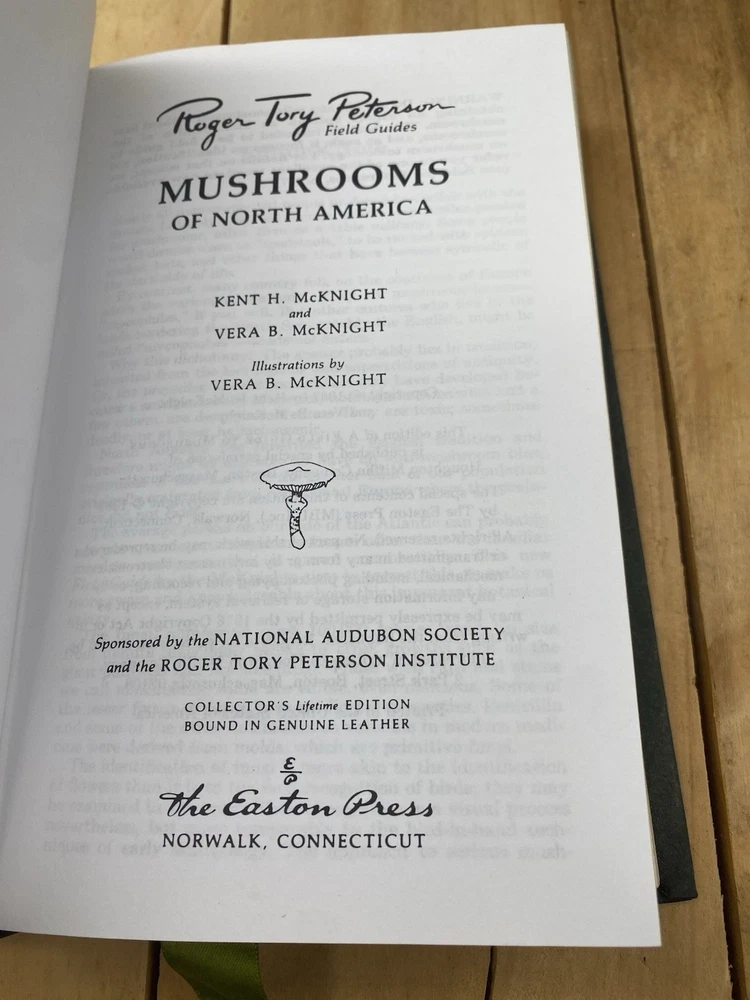 Roger Tory Peterson
Field Guides
MUSHROOMS
OF NORTH AMERICA
KENT H. McKNIGHT
and
VERA B. McKNIGHT
Illustrations by
VERA B. McKNIGHT
Sponsored by the NATIONAL AUDUBON SOCIETY
and the ROGER TORY PETERSON INSTITUTE
COLLECTOR'S Lifetime EDITION
BOUND IN GENUINE LEATHER
E
P
The Easton Press
NORWALK, CONNECTICUT